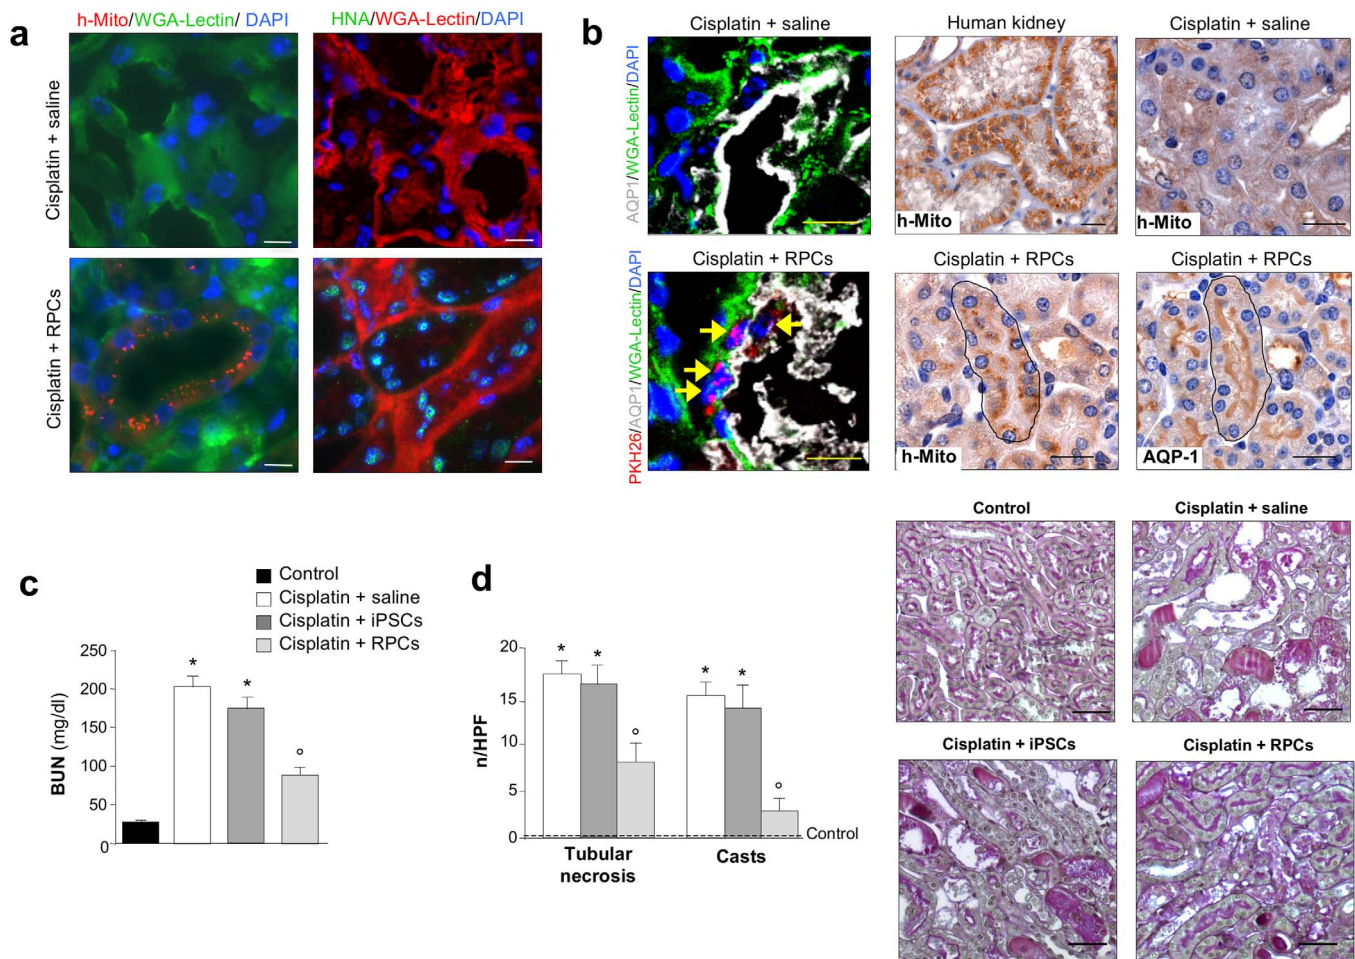 a
h-Mito/WGA-Lectin/ DAPI
HNA/WGA-Lectin/DAPI
Cisplatin + saline
Cisplatin + RPCs
b
Cisplatin + saline
Human kidney
Cisplatin + saline
AQP1/WGA-Lectin/DAPI
h-Mito
h-Mito
Cisplatin + RPCs
Cisplatin + RPCs
Cisplatin + RPCs
PKH26/AQP1/WGA-Lectin/DAPI
h-Mito
AQP-1
c
Control
Cisplatin + saline
Cisplatin + iPSCs
Cisplatin + RPCs
BUN (mg/dl)
250
200
150
100
50
0
*
*
°
d
n/HPF
20
15
10
5
0
*
*
°
*
*
°
Control
Tubular
necrosis
Casts
Control
Cisplatin + saline
Cisplatin + iPSCs
Cisplatin + RPCs